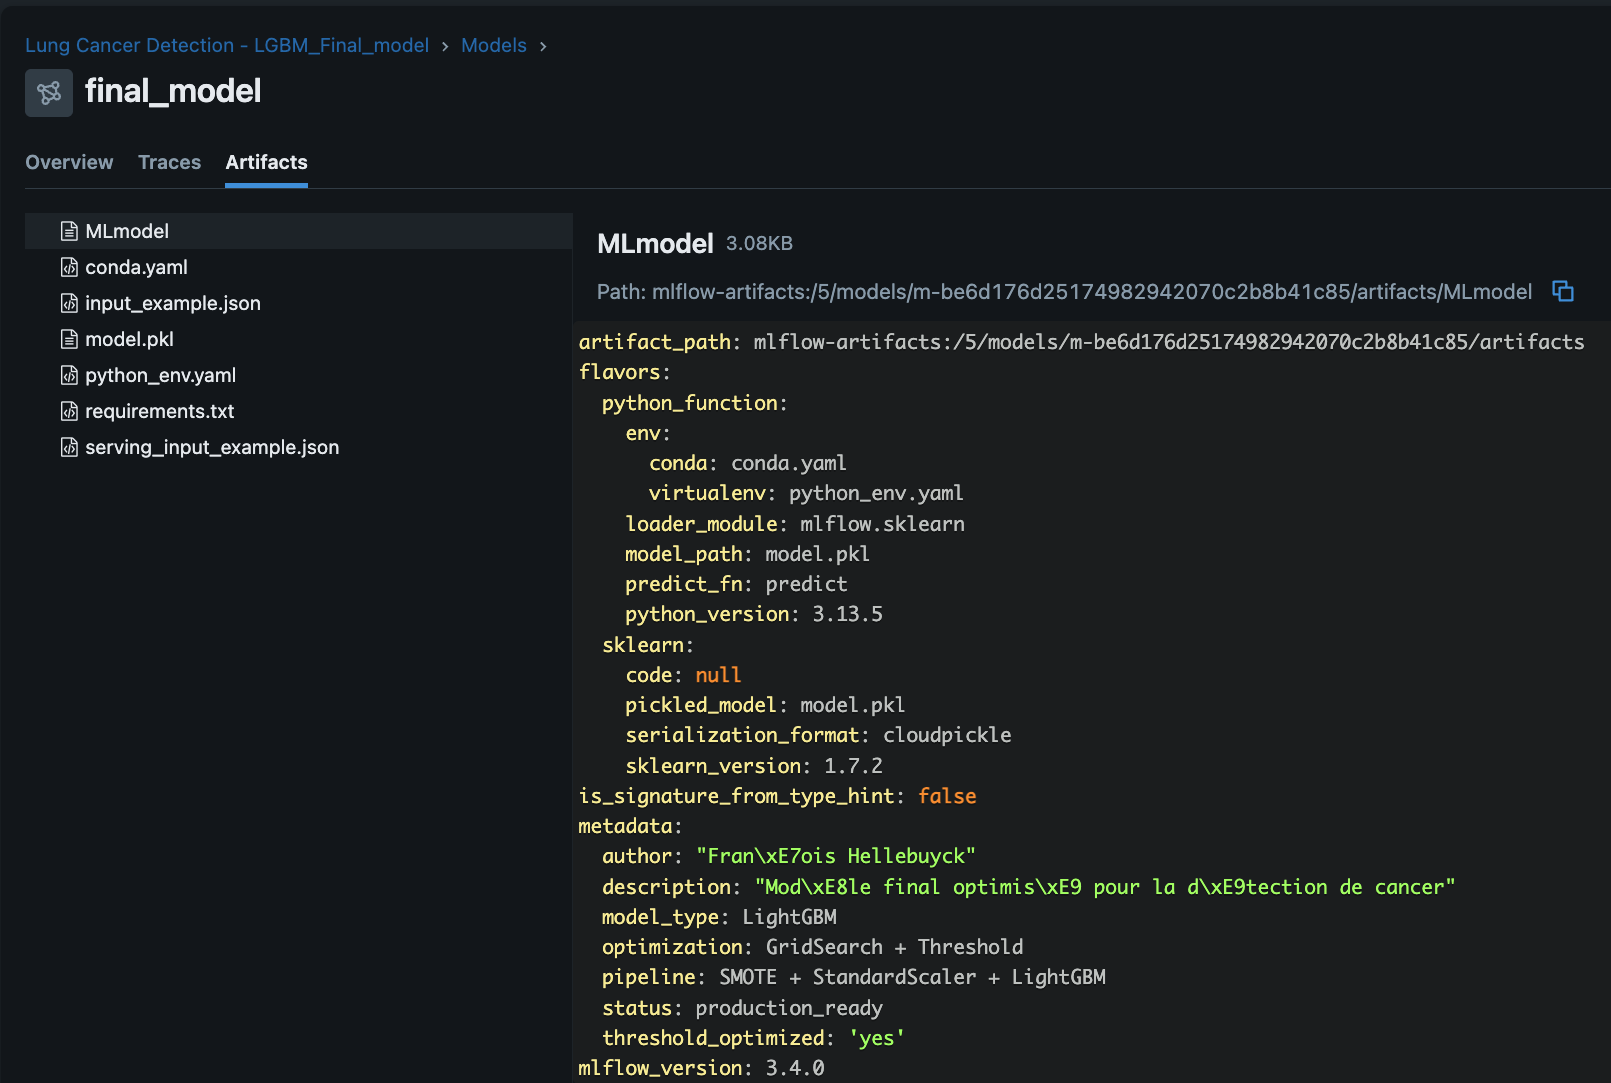 Lung Cancer Detection - LGBM_Final_model › Models ›
final_model
Overview Traces Artifacts
MLmodel
conda.yaml
input_example.json
model.pkl
python_env.yaml
requirements.txt
serving_input_example.json
MLmodel 3.08KB
Path: mlflow-artifacts:/5/models/m-be6d176d25174982942070c2b8b41c85/artifacts/MLmodel
artifact_path: mlflow-artifacts:/5/models/m-be6d176d25174982942070c2b8b41c85/artifacts
flavors:
  python_function:
    env:
      conda: conda.yaml
      virtualenv: python_env.yaml
    loader_module: mlflow.sklearn
    model_path: model.pkl
    predict_fn: predict
    python_version: 3.13.5
  sklearn:
    code: null
    pickled_model: model.pkl
    serialization_format: cloudpickle
    sklearn_version: 1.7.2
is_signature_from_type_hint: false
metadata:
  author: "Fran\xE7ois Hellebuyck"
  description: "Mod\xE8le final optimis\xE9 pour la d\xE9tection de cancer"
  model_type: LightGBM
  optimization: GridSearch + Threshold
  pipeline: SMOTE + StandardScaler + LightGBM
  status: production_ready
  threshold_optimized: 'yes'
mlflow_version: 3.4.0